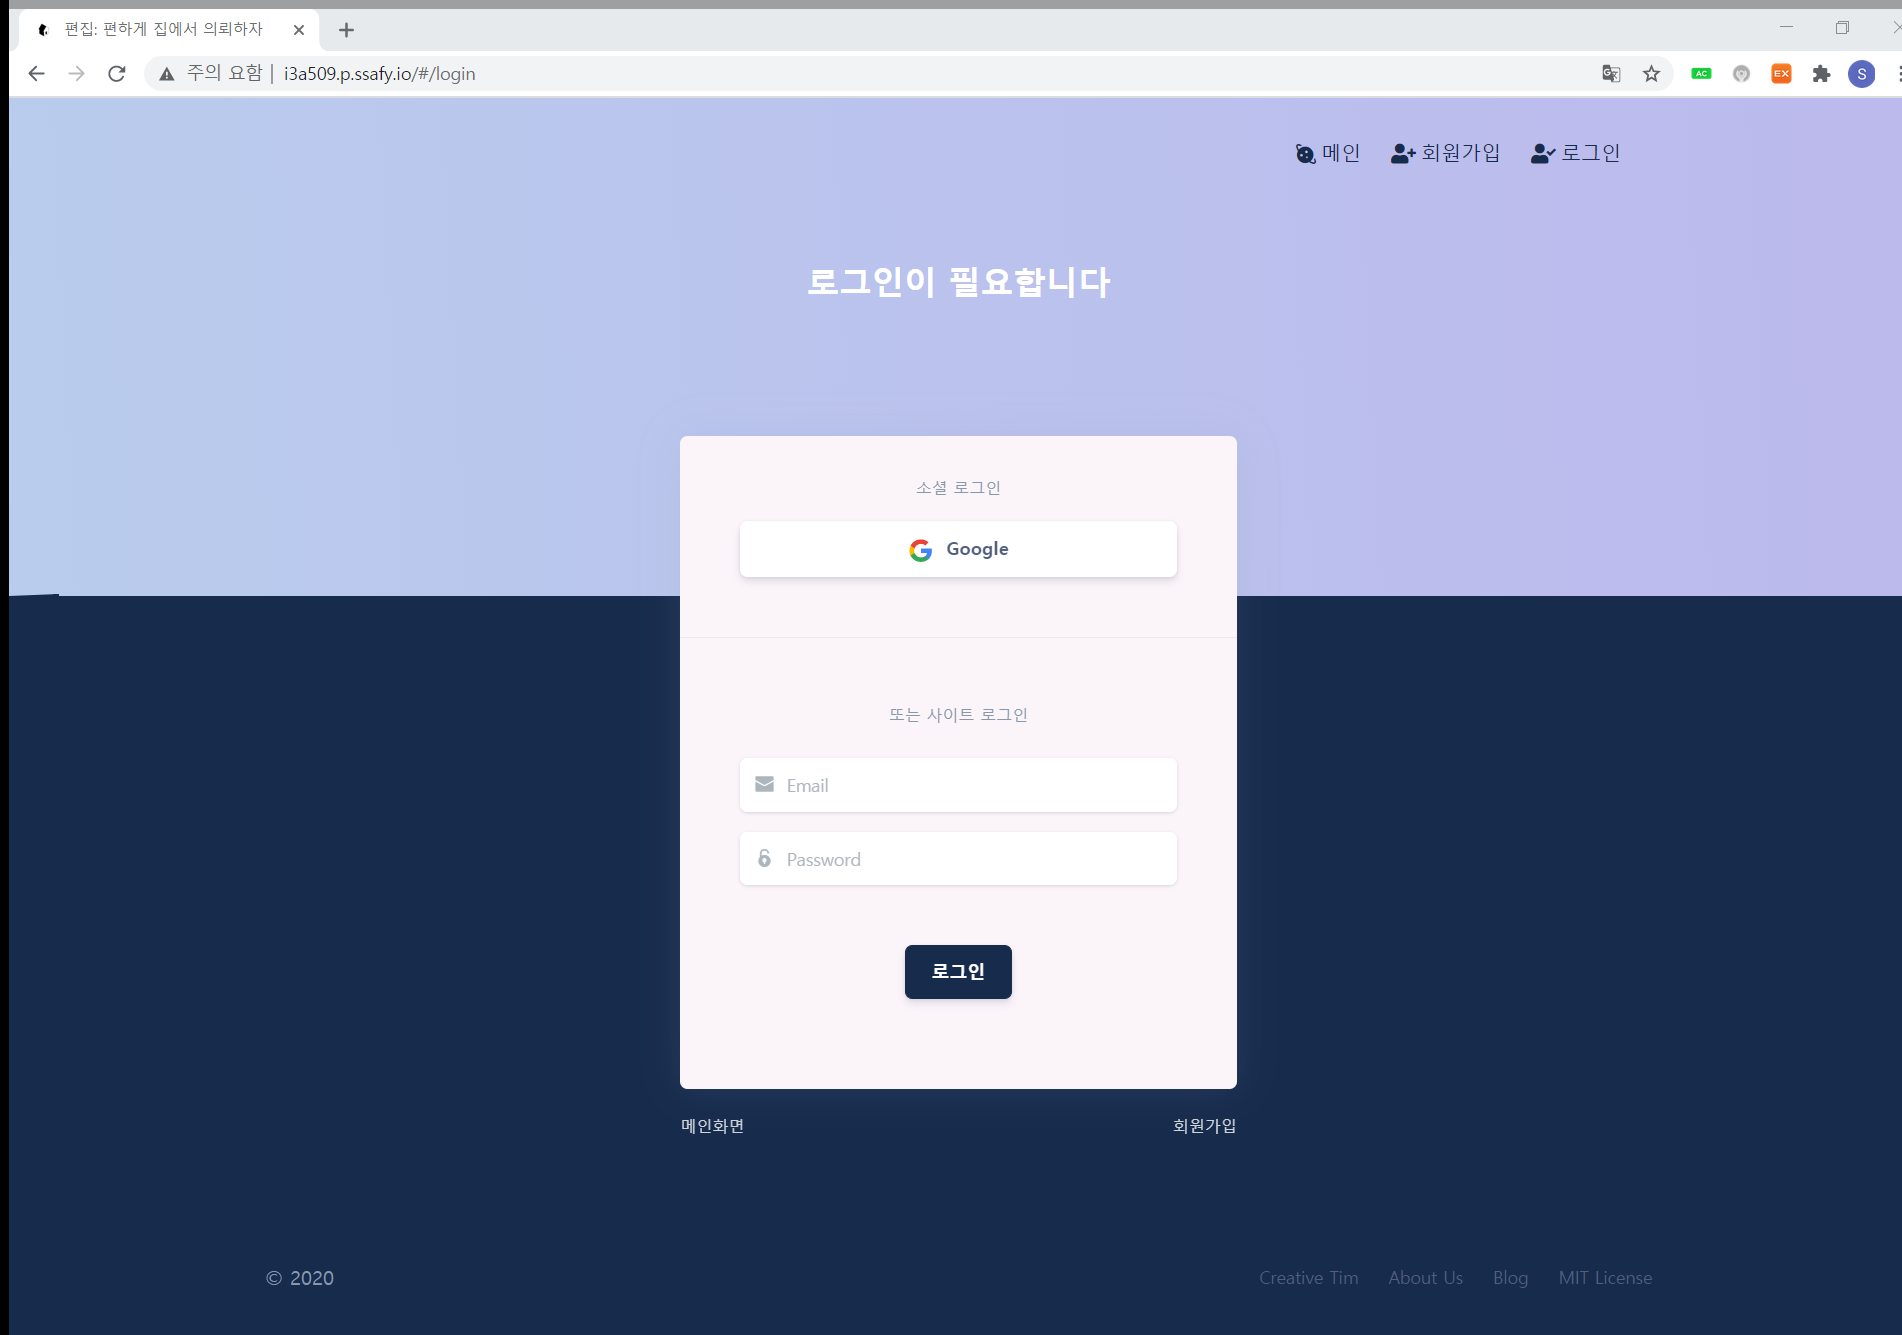 편집: 편하게 집에서 의뢰하자
주의 요함 | i3a509.p.ssafy.io/#/login
AC
EX
S
메인 회원가입 로그인
로그인이 필요합니다
소셜 로그인
Google
또는 사이트 로그인
Email
Password
로그인
메인화면 회원가입
© 2020
Creative Tim About Us Blog MIT License